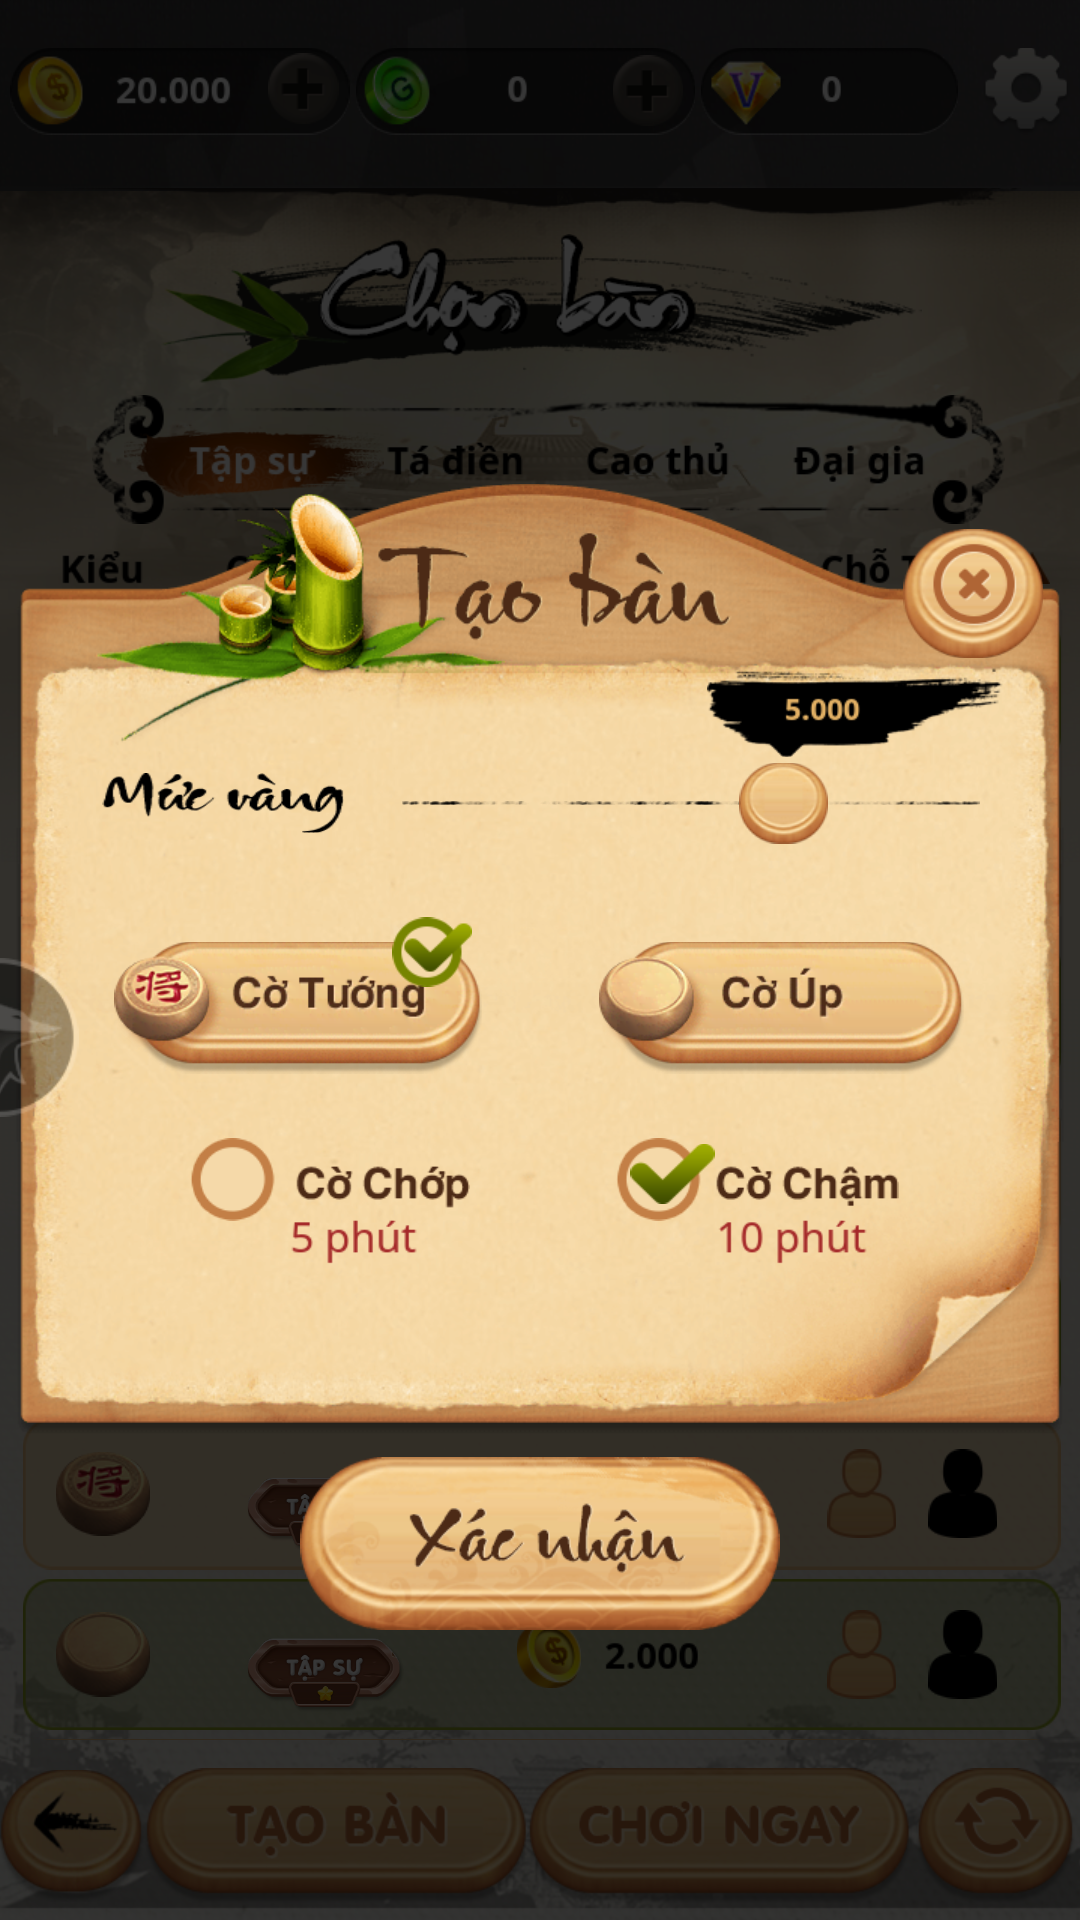 20.000
0
0
Chọn bàn
Tập sự Tá điền Cao thủ Đại gia
Kiểu Chỗ
Tạo bàn
5.000
Mức vàng
将 Cờ Tướng
Cờ Úp
Cờ Chớp
5 phút
Cờ Chậm
10 phút
将
Xác nhận
TẬP SỰ
2.000
TẠO BÀN
CHƠI NGAY